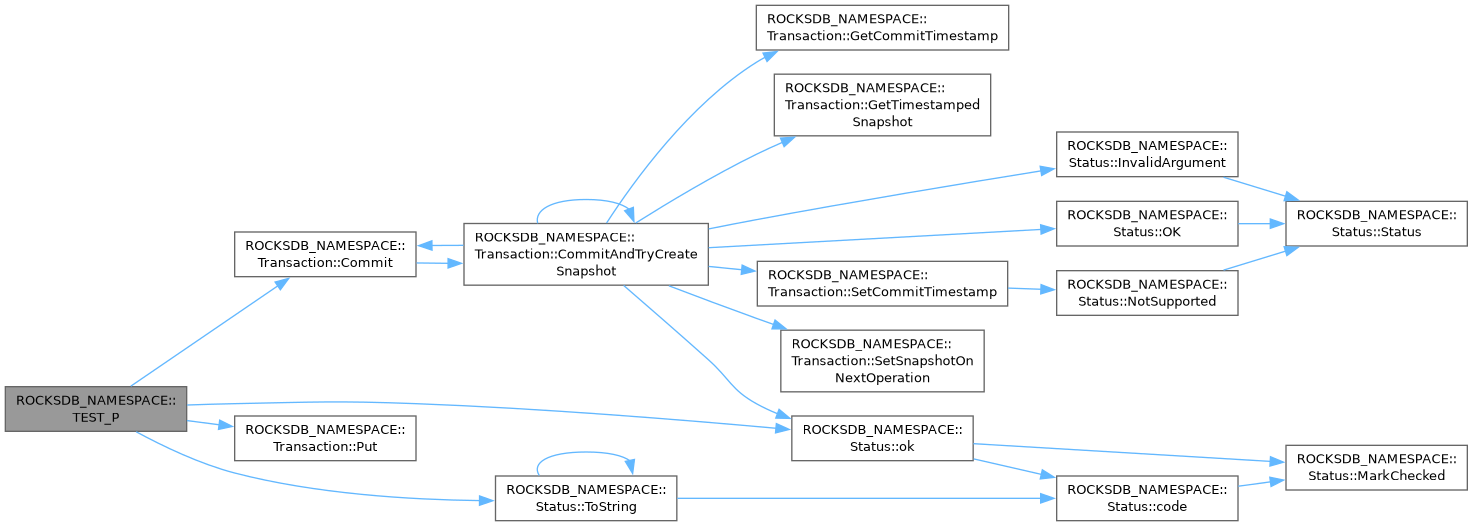 ROCKSDB_NAMESPACE::
Transaction::GetCommitTimestamp
ROCKSDB_NAMESPACE::
Transaction::GetTimestamped
Snapshot
ROCKSDB_NAMESPACE::
Status::InvalidArgument
ROCKSDB_NAMESPACE::
Status::OK
ROCKSDB_NAMESPACE::
Status::Status
ROCKSDB_NAMESPACE::
Transaction::Commit
ROCKSDB_NAMESPACE::
Transaction::CommitAndTryCreate
Snapshot
ROCKSDB_NAMESPACE::
Transaction::SetCommitTimestamp
ROCKSDB_NAMESPACE::
Status::NotSupported
ROCKSDB_NAMESPACE::
Transaction::SetSnapshotOn
NextOperation
ROCKSDB_NAMESPACE::
TEST_P
ROCKSDB_NAMESPACE::
Transaction::Put
ROCKSDB_NAMESPACE::
Status::ok
ROCKSDB_NAMESPACE::
Status::MarkChecked
ROCKSDB_NAMESPACE::
Status::ToString
ROCKSDB_NAMESPACE::
Status::code